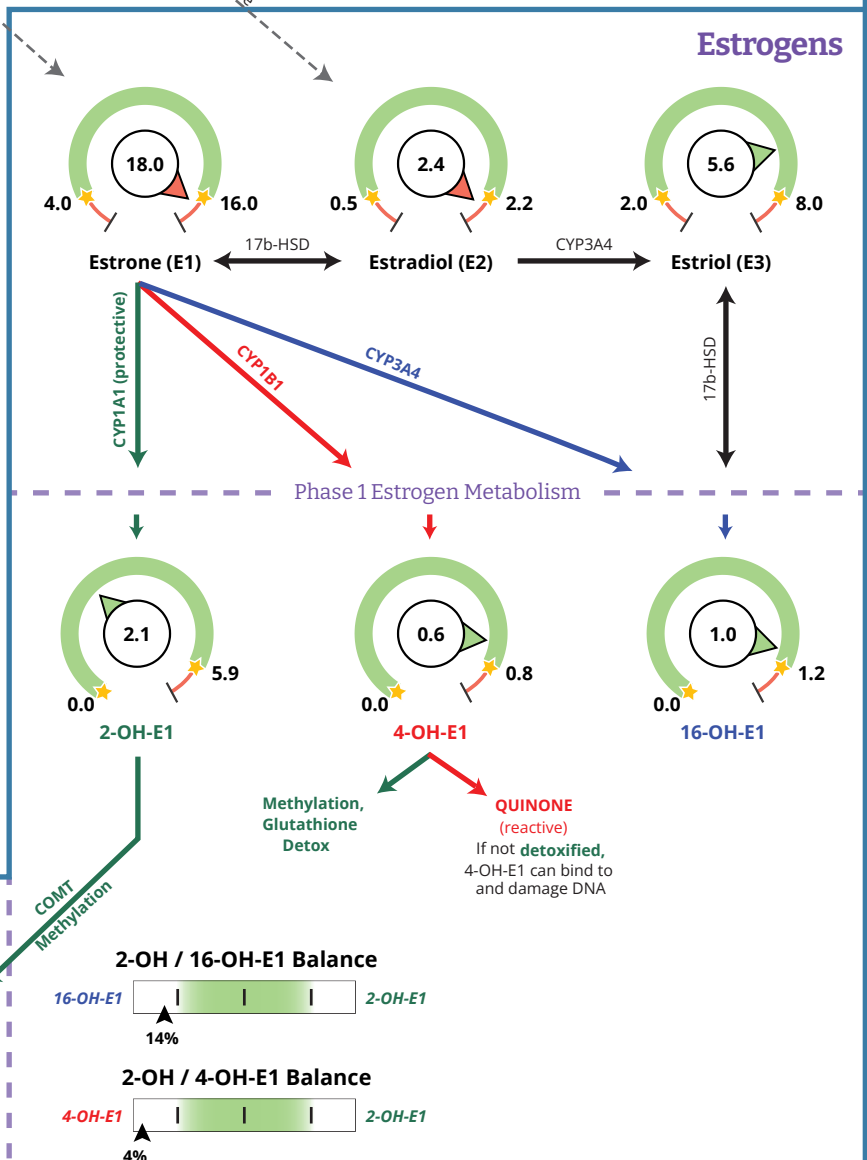 Estrogens
18.0
2.4
5.6
4.0
16.0
0.5
2.2
2.0
8.0
Estrone (E1)
17b-HSD
Estradiol (E2)
CYP3A4
Estriol (E3)
CYP1A1 (protective)
CYP1B1
CYP3A4
17b-HSD
Phase 1 Estrogen Metabolism
2.1
0.6
1.0
0.0
5.9
0.0
0.8
0.0
1.2
2-OH-E1
4-OH-E1
16-OH-E1
Methylation,
Glutathione
Detox
QUINONE
(reactive)
If not detoxified,
4-OH-E1 can bind to
and damage DNA
COMT
Methylation
2-OH / 16-OH-E1 Balance
16-OH-E1
2-OH-E1
14%
2-OH / 4-OH-E1 Balance
4-OH-E1
2-OH-E1
4%